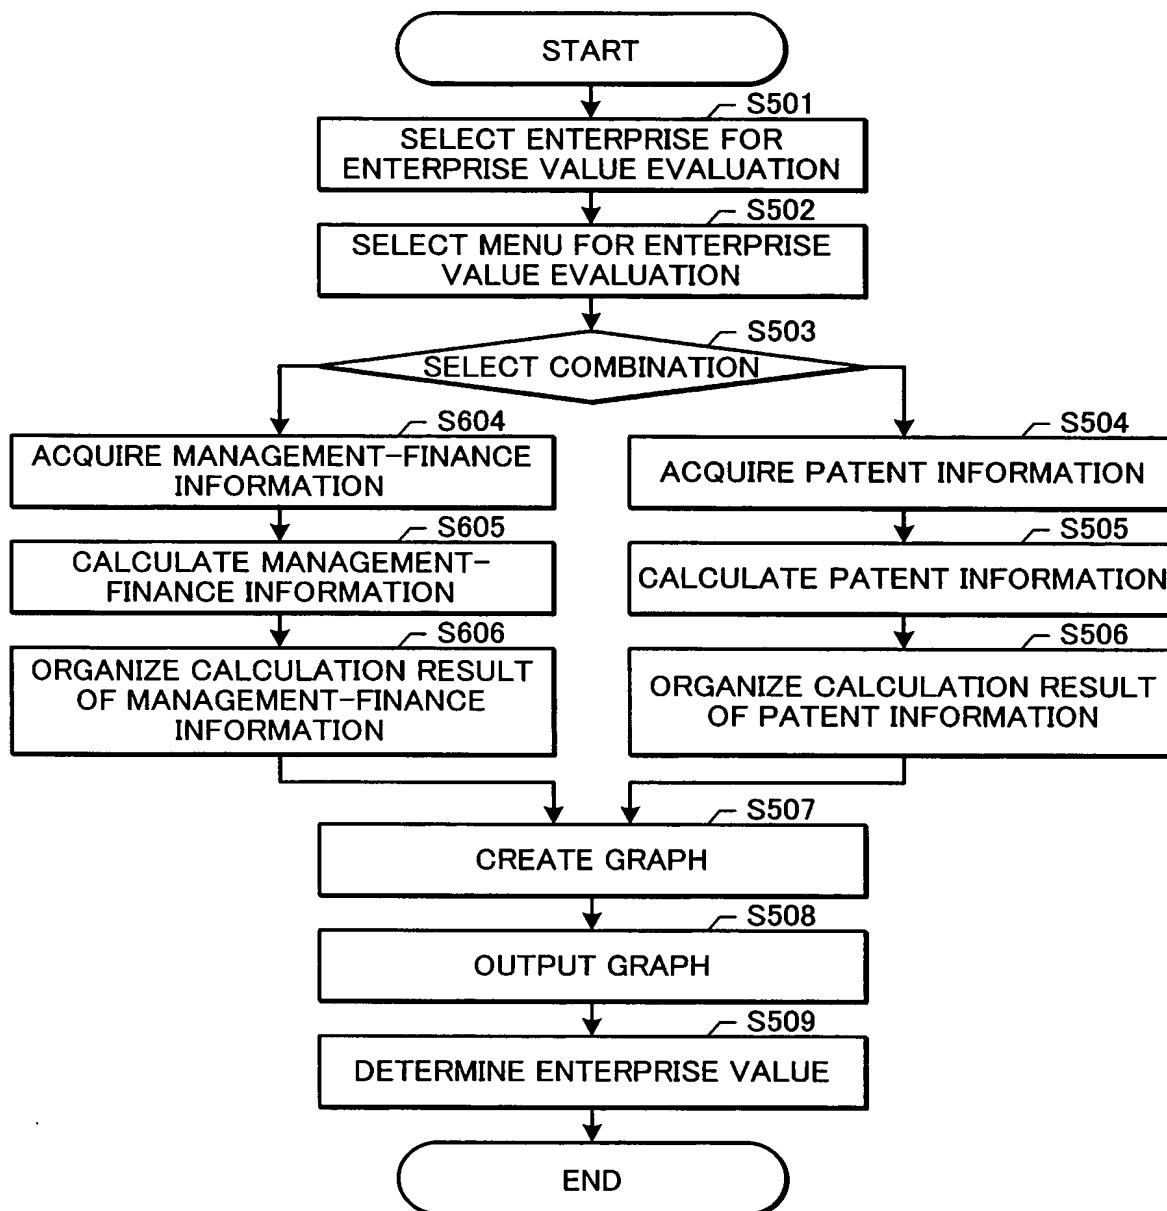 START
S501
SELECT ENTERPRISE FOR
ENTERPRISE VALUE EVALUATION
S502
SELECT MENU FOR ENTERPRISE
VALUE EVALUATION
S503
SELECT COMBINATION
S604
ACQUIRE MANAGEMENT-FINANCE
INFORMATION
S605
CALCULATE MANAGEMENT-
FINANCE INFORMATION
S606
ORGANIZE CALCULATION RESULT
OF MANAGEMENT-FINANCE
INFORMATION
S504
ACQUIRE PATENT INFORMATION
S505
CALCULATE PATENT INFORMATION
S506
ORGANIZE CALCULATION RESULT
OF PATENT INFORMATION
S507
CREATE GRAPH
S508
OUTPUT GRAPH
S509
DETERMINE ENTERPRISE VALUE
END